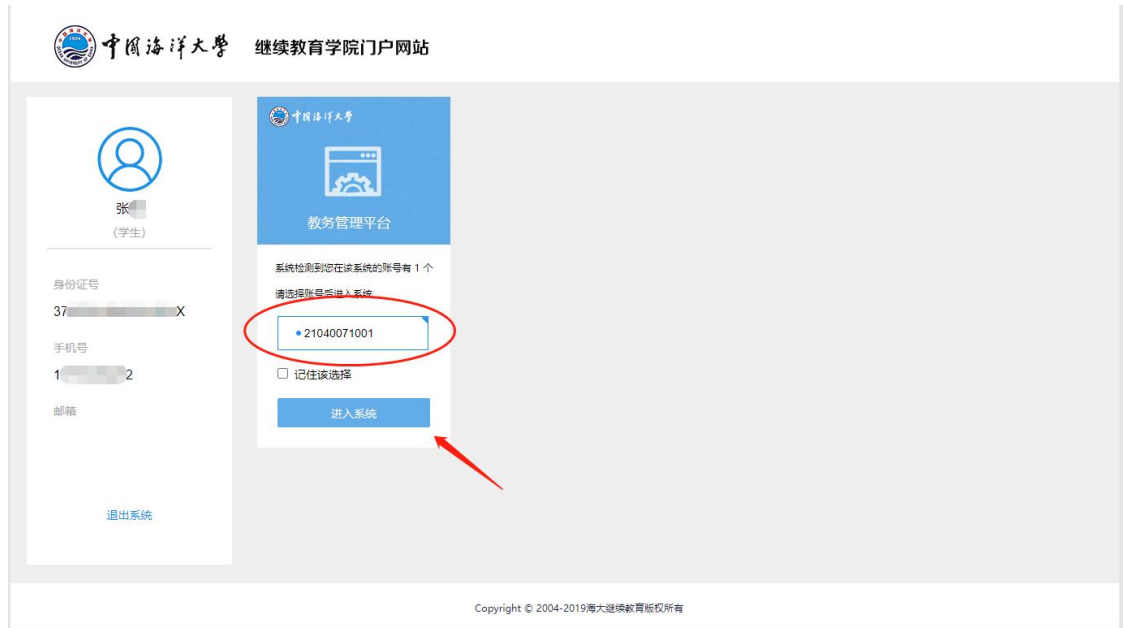 中国海洋大学 继续教育学院门户网站
张
(学生)
身份证号
37 X
手机号
1 2
邮箱
退出系统
中国海洋大学
教务管理平台
系统检测到您在该系统的账号有 1 个
请选择账号后进入系统
21040071001
记住该选择
进入系统
Copyright © 2004-2019海大继续教育版权所有